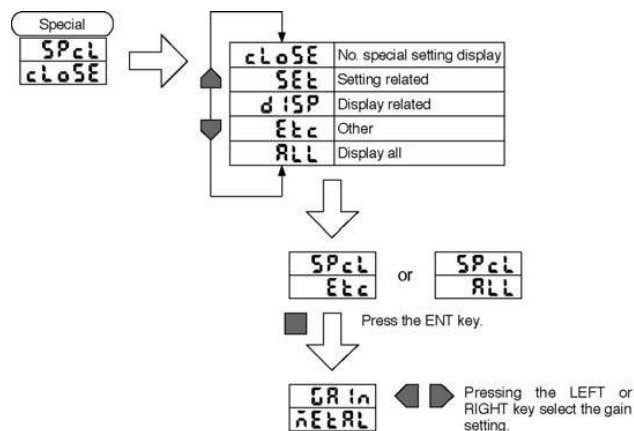 Special
SPcL
cLoSE
cLoSE No. special setting display
SEt Setting related
dISP Display related
Etc Other
ALL Display all
SPcL
Etc
or
SPcL
ALL
Press the ENT key.
GAIn
mEtAL
Pressing the LEFT or
RIGHT key select the gain
setting.